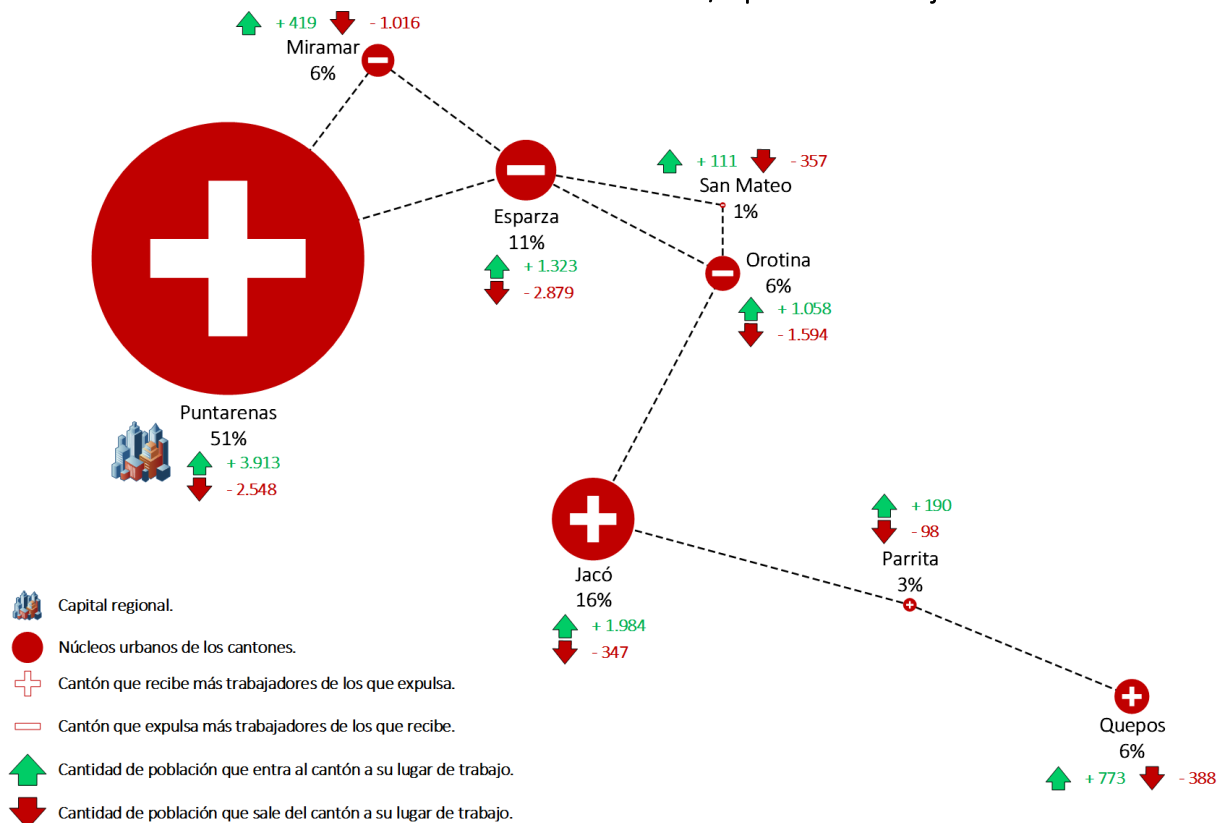 + 419 - 1.016
Miramar
6%
+ 111 - 357
San Mateo
1%
Esparza
11%
+ 1.323
- 2.879
Orotina
6%
+ 1.058
- 1.594
Puntarenas
51%
+ 3.913
- 2.548
Jacó
16%
+ 1.984
- 347
+ 190
- 98
Parrita
3%
Quepos
6%
+ 773 - 388
Capital regional.
Núcleos urbanos de los cantones.
Cantón que recibe más trabajadores de los que expulsa.
Cantón que expulsa más trabajadores de los que recibe.
Cantidad de población que entra al cantón a su lugar de trabajo.
Cantidad de población que sale del cantón a su lugar de trabajo.